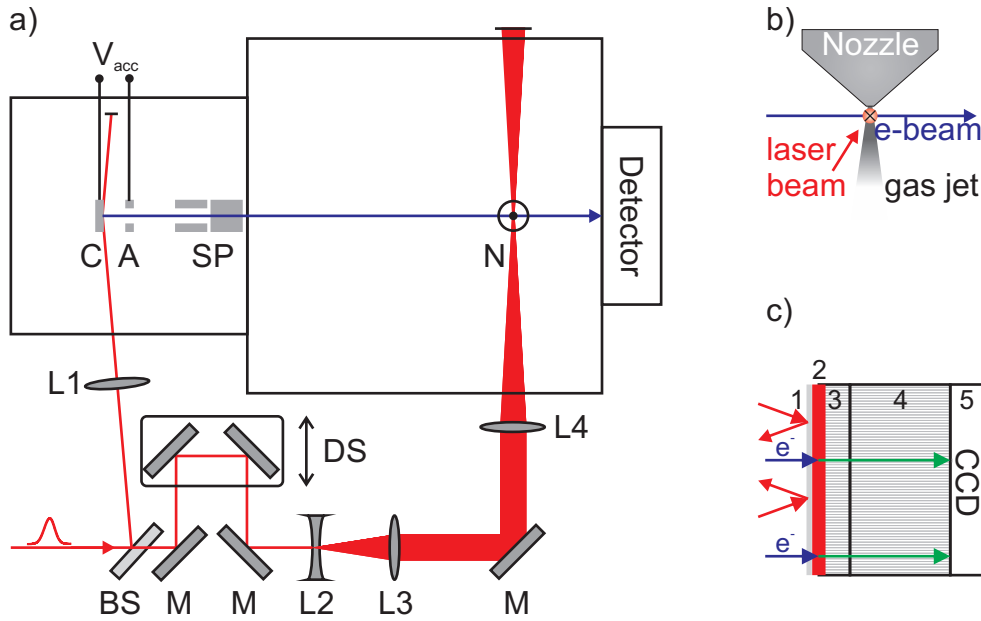 a)
V acc
C
A
SP
N
Detector
L1
DS
L4
BS
M
M
L2
L3
M
b)
Nozzle
e-beam
laser
beam
gas jet
c)
2
1
3
4
5
e-
e-
CCD